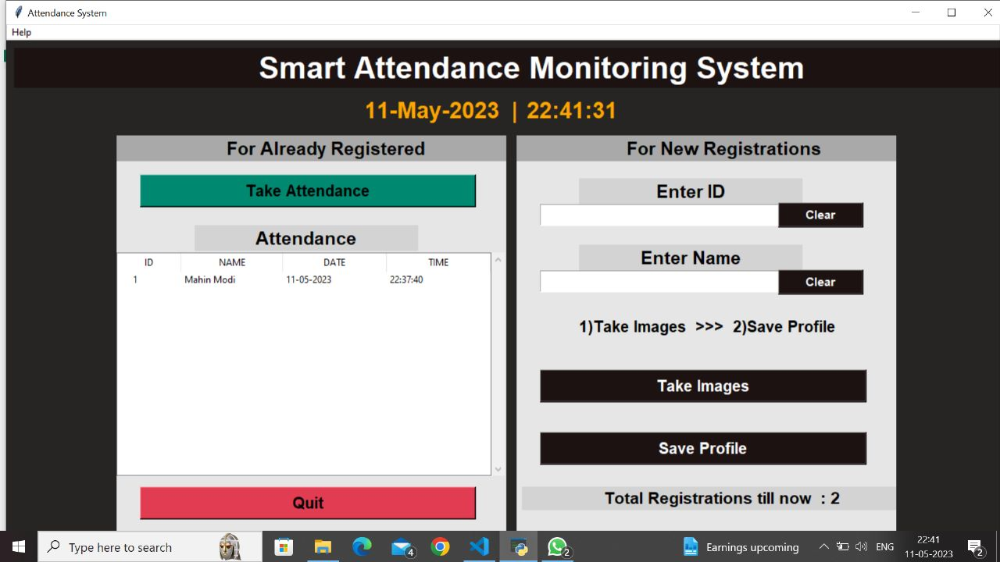 Attendance System
Help
Smart Attendance Monitoring System
11-May-2023 | 22:41:31
For Already Registered
Take Attendance
Attendance
ID NAME DATE TIME
1 Mahin Modi 11-05-2023 22:37:40
Quit
For New Registrations
Enter ID
Clear
Enter Name
Clear
1)Take Images >>> 2)Save Profile
Take Images
Save Profile
Total Registrations till now : 2
Type here to search
4
2
Earnings upcoming
ENG
22:41
11-05-2023
2